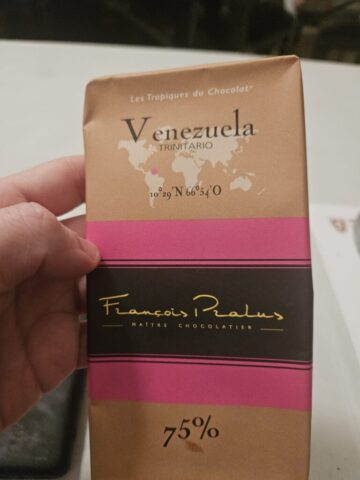 Les Tropiques du Chocolat
Venezuela
TRINITARIO
10°29'N 66°54'O
François Pralus
MAÎTRE CHOCOLATIER
75%